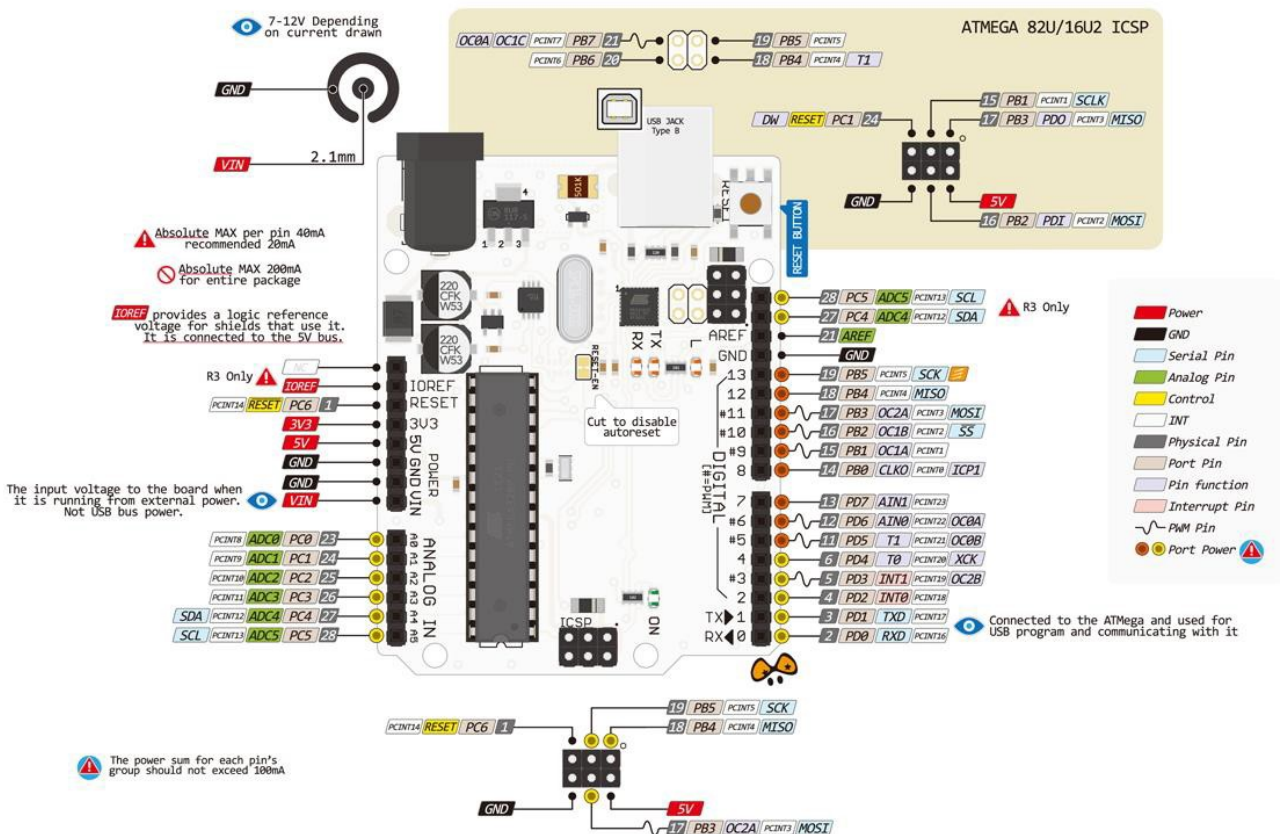 7-12V Depending
on current drawn
GND
VIN
2.1mm
ATMEGA 82U/16U2 ICSP
OC0A OC1C PCINT7 PB7 21
PCINT6 PB6 20
19 PB5 PCINT5
18 PB4 PCINT4 T1
DW RESET PC1 24
15 PB1 PCINT1 SCLK
17 PB3 PDO PCINT3 MISO
GND
5V
16 PB2 PDI PCINT2 MOSI
USB JACK
Type B
RESET BUTTON
Absolute MAX per pin 40mA
recommended 20mA
Absolute MAX 200mA
for entire package
IOREF provides a logic reference
voltage for shields that use it.
It is connected to the 5V bus.
501K
4
1 2 3
220
CFK
W53
220
CFK
W53
1
RX
TX
L
RESET-EN
Cut to disable
autoreset
NC
R3 Only
IOREF
PCINT14 RESET PC6 1
3V3
5V
GND
GND
VIN
The input voltage to the board when
it is running from external power.
Not USB bus power.
IOREF
RESET
3V3
5V
GND
VIN
POWER
PCINT8 ADC0 PC0 23
PCINT9 ADC1 PC1 24
PCINT10 ADC2 PC2 25
PCINT11 ADC3 PC3 26
SDA PCINT12 ADC4 PC4 27
SCL PCINT13 ADC5 PC5 28
A0
A1
A2
A3
A4
A5
ANALOG IN
ICSP
ON
AREF
GND
13
12
#11
#10
#9
8
7
#6
#5
4
#3
2
TX 1
RX 0
DIGITAL
[#=PWM]
28 PC5 ADC5 PCINT13 SCL
27 PC4 ADC4 PCINT12 SDA
R3 Only
21 AREF
GND
19 PB5 PCINT5 SCK
18 PB4 PCINT4 MISO
17 PB3 OC2A PCINT3 MOSI
16 PB2 OC1B PCINT2 SS
15 PB1 OC1A PCINT1
14 PB0 CLKO PCINT0 ICP1
13 PD7 AIN1 PCINT23
12 PD6 AIN0 PCINT22 OC0A
11 PD5 T1 PCINT21 OC0B
6 PD4 T0 PCINT20 XCK
5 PD3 INT1 PCINT19 OC2B
4 PD2 INT0 PCINT18
3 PD1 TXD PCINT17
2 PD0 RXD PCINT16
Connected to the ATMega and used for
USB program and communicating with it
Power
GND
Serial Pin
Analog Pin
Control
INT
Physical Pin
Port Pin
Pin function
Interrupt Pin
PWM Pin
Port Power
PCINT14 RESET PC6 1
19 PB5 PCINT5 SCK
18 PB4 PCINT4 MISO
GND
5V
17 PB3 OC2A PCINT3 MOSI
The power sum for each pin's
group should not exceed 100mA